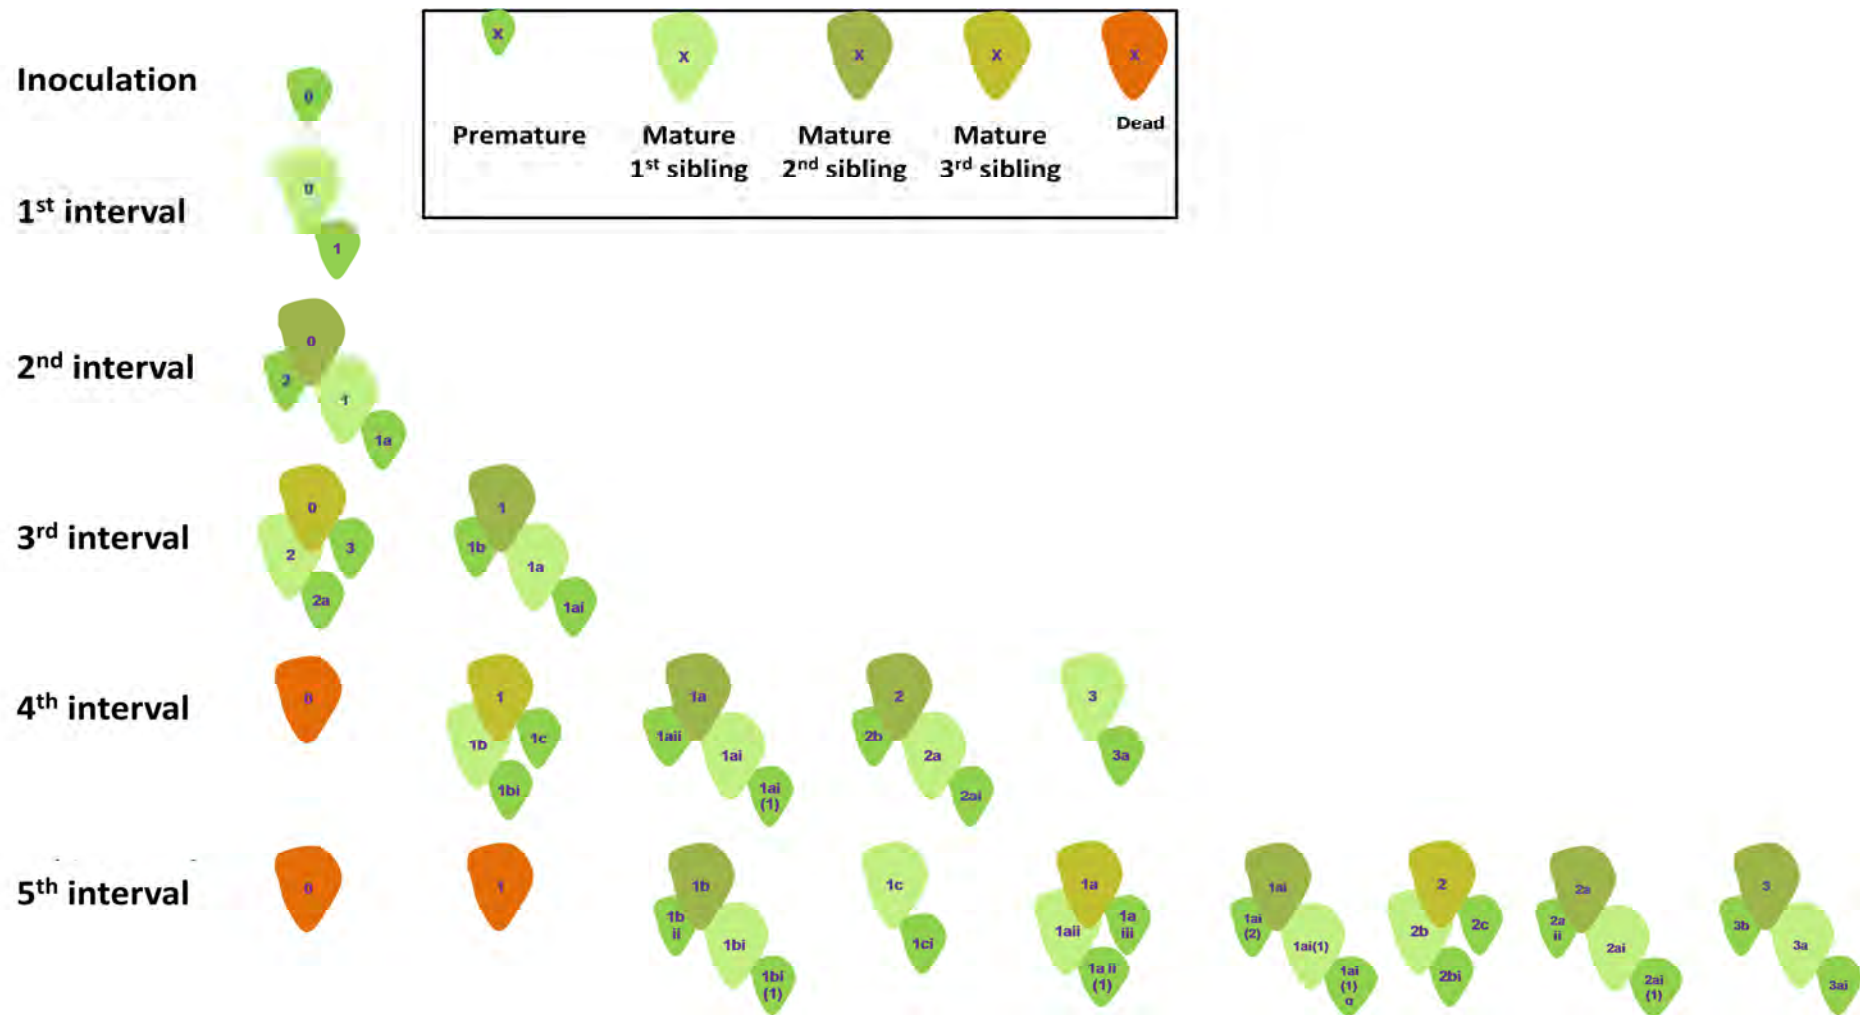 Inoculation
0
x
x
x
x
x
Premature
Mature
1st sibling
Mature
2nd sibling
Mature
3rd sibling
Dead
1st interval
0
1
2nd interval
0
2
1
1a
3rd interval
0
2
3
2a
1
1b
1a
1ai
4th interval
0
1
1b
1c
1bi
1a
1aii
1ai
1ai
(1)
2
2b
2a
2ai
3
3a
5th interval
0
1
1b
1b
ii
1bi
1bi
(1)
1c
1ci
1a
1aii
1a
iii
1a ii
(1)
1ai
1ai
(2)
1ai(1)
1ai
(1)
α
2
2b
2c
2bi
2a
2a
ii
2ai
2ai
(1)
3
3b
3a
3ai